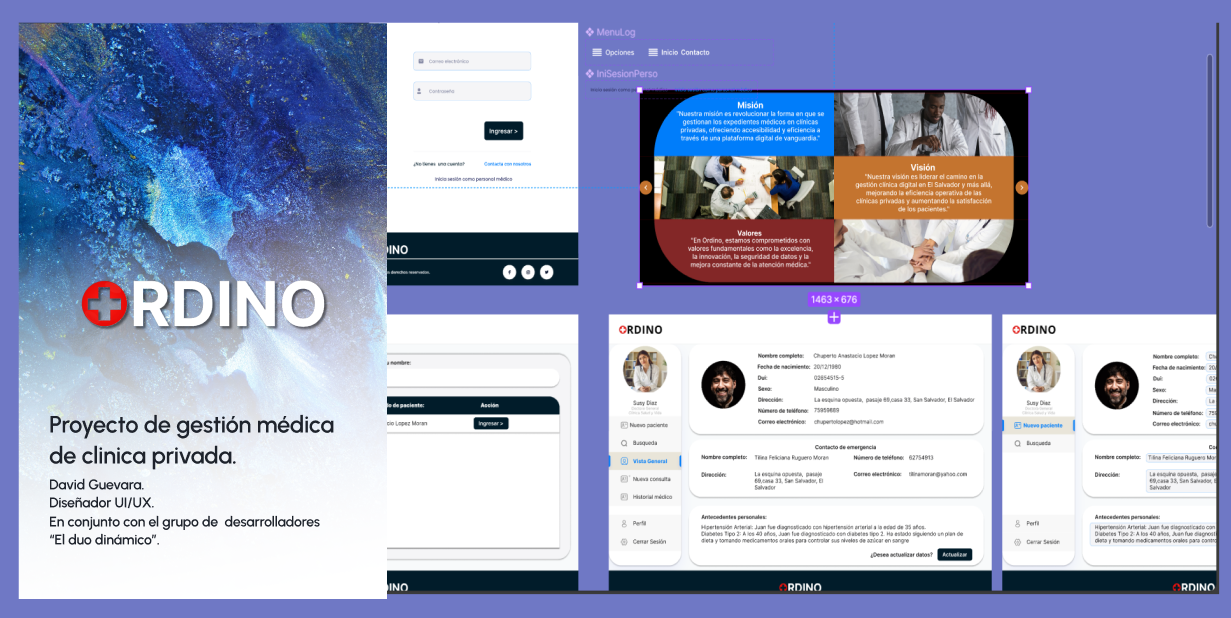 ORDINO
Proyecto de gestión médica
de clinica privada.
David Guevara.
Diseñador UI/UX.
En conjunto con el grupo de desarrolladores
“El duo dinámico”.
Correo electrónico
Contraseña
Ingresar >
¿No tienes una cuenta? Contacta con nosotros
Inicia sesión como personal médico
INO
derechos reservados.
MenuLog
Opciones
Inicio Contacto
IniSesionPerso
Misión
"Nuestra misión es revolucionar la forma en que se
gestionan los expedientes médicos en clínicas
privadas, ofreciendo accesibilidad y eficiencia a
través de una plataforma digital de vanguardia."
Visión
"Nuestra visión es liderar el camino en la
gestión clínica digital en El Salvador y más allá,
mejorando la eficiencia operativa de las
clínicas privadas y aumentando la satisfacción
de los pacientes."
Valores
"En Ordino, estamos comprometidos con
valores fundamentales como la excelencia,
la innovación, la seguridad de datos y la
mejora constante de la atención médica."
1463 × 676
nombre:
de paciente: Acción
Lopez Moran Ingresar >
INO
ORDINO
Susy Diaz
Nuevo paciente
Busqueda
Vista General
Nueva consulta
Historial médico
Perfil
Cerrar Sesión
Nombre completo: Chuperto Anastacio Lopez Moran
Fecha de nacimiento: 20/12/1980
Dui: 02654515-5
Sexo: Masculino
Dirección: La esquina opuesta, pasaje 69,casa 33, San Salvador, El Salvador
Número de teléfono: 75959869
Correo electrónico: chupertolopez@hotmail.com
Contacto de emergencia
Nombre completo: Tilina Feliciana Ruguero Moran Número de teléfono: 62754913
Dirección: La esquina opuesta, pasaje
69,casa 33, San Salvador, El
Salvador
Correo electrónico: lilinamoran@yahoo.com
Antecedentes personales:
Hipertensión Arterial: Juan fue diagnosticado con hipertensión arterial a la edad de 35 años.
Diabetes Tipo 2: A los 40 años, Juan fue diagnosticado con diabetes tipo 2. Ha estado siguiendo un plan de
dieta y tomando medicamentos orales para controlar sus niveles de azúcar en sangre
¿Desea actualizar datos? Actualizar
ORDINO
ORDINO
Susy Diaz
Nuevo paciente
Busqueda
Perfil
Cerrar Sesión
Nombre completo:
Fecha de nacimiento:
Dui:
Sexo:
Dirección: La
Número de teléfono:
Correo electrónico:
Nombre completo: Tilina Feliciana Ruguero
Dirección: La esquina opuesta,
69,casa 33, San Salvador,
Salvador
Antecedentes personales:
Hipertensión Arterial: Juan fue diagnosticado con
Diabetes Tipo 2: A los 40 años, Juan fue diagnosticado
dieta y tomando medicamentos orales para
ORDINO